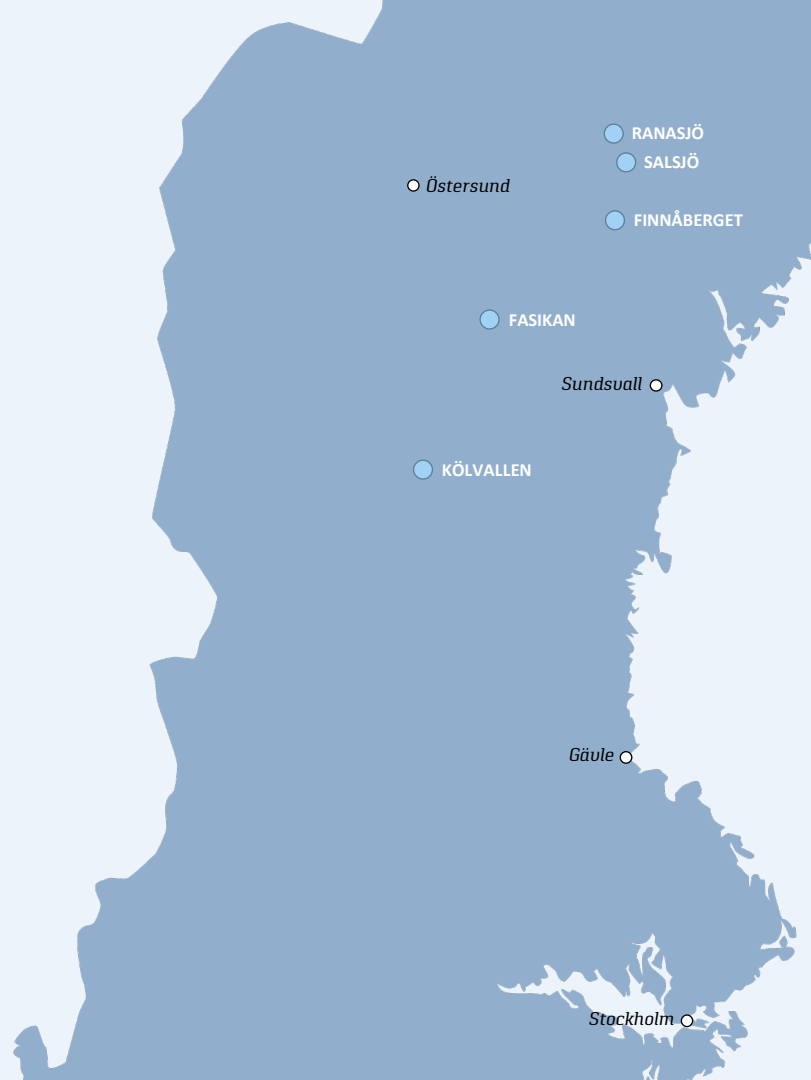 RANASJÖ
SALSJÖ
Östersund
FINNÅBERGET
FASIKAN
Sundsvall
KÖLVALLEN
Gävle
Stockholm